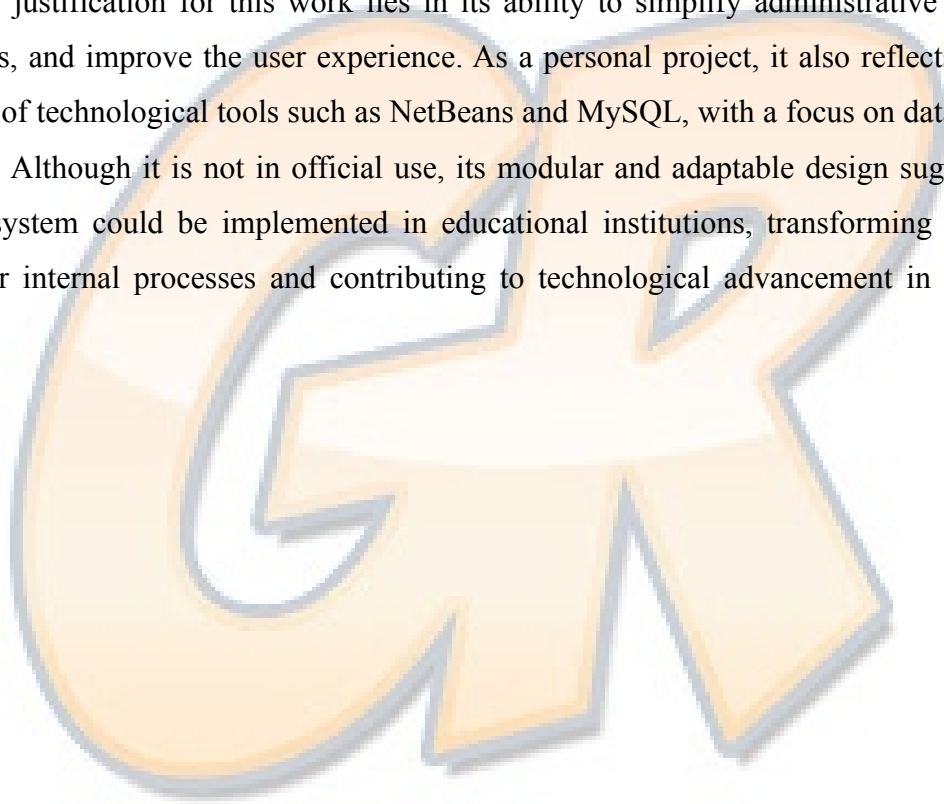 justification for this work lies in its ability to simplify administrative
s, and improve the user experience. As a personal project, it also reflects
of technological tools such as NetBeans and MySQL, with a focus on dat
Although it is not in official use, its modular and adaptable design sug
system could be implemented in educational institutions, transforming
r internal processes and contributing to technological advancement in
GR